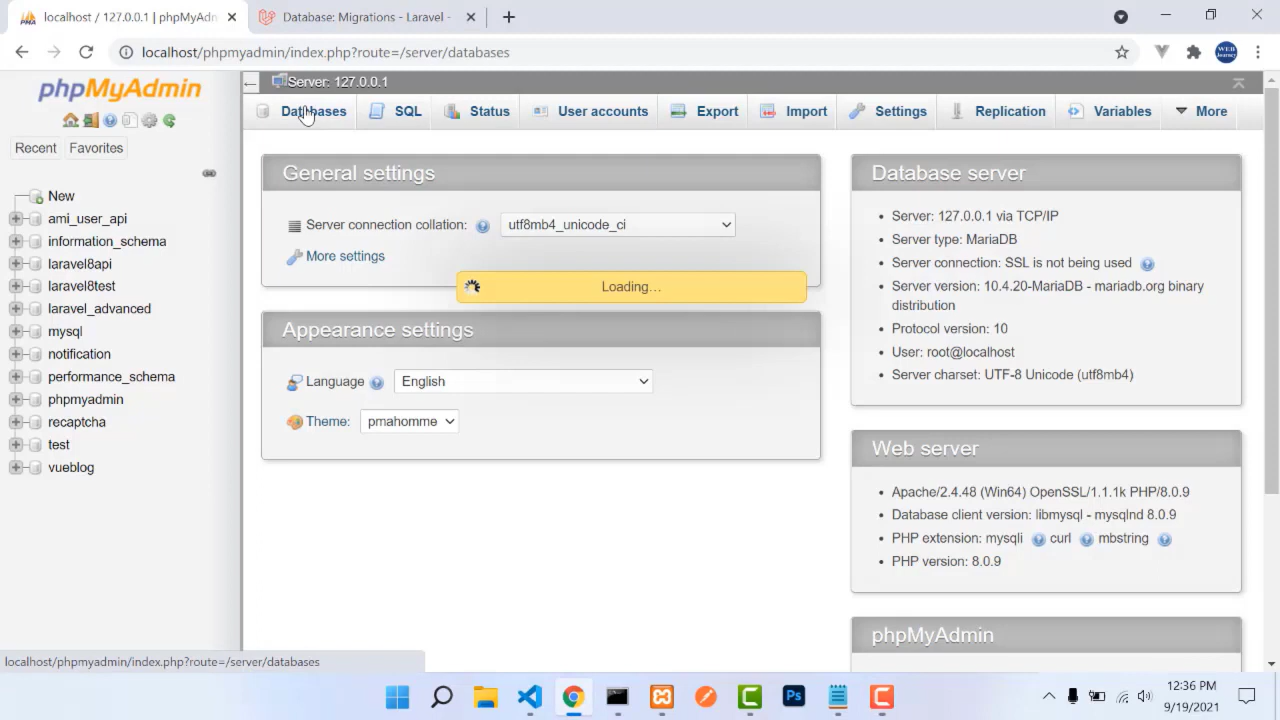 localhost / 127.0.0.1 | phpMyAdn
Database: Migrations - Laravel -
localhost/phpmyadmin/index.php?route=/server/databases
phpMyAdmin
Recent
Favorites
New
ami_user_api
information_schema
laravel8api
laravel8test
laravel_advanced
mysql
notification
performance_schema
phpmyadmin
recaptcha
test
vueblog
Server: 127.0.0.1
Databases
SQL
Status
User accounts
Export
Import
Settings
Replication
Variables
More
General settings
Server connection collation:
utf8mb4_unicode_ci
More settings
Loading…
Appearance settings
Language
English
Theme:
pmahomme
Database server
Server: 127.0.0.1 via TCP/IP
Server type: MariaDB
Server connection: SSL is not being used
Server version: 10.4.20-MariaDB - mariadb.org binary
distribution
Protocol version: 10
User: root@localhost
Server charset: UTF-8 Unicode (utf8mb4)
Web server
Apache/2.4.48 (Win64) OpenSSL/1.1.1k PHP/8.0.9
Database client version: libmysql - mysqlnd 8.0.9
PHP extension: mysqli curl mbstring
PHP version: 8.0.9
phpMyAdmin
localhost/phpmyadmin/index.php?route=/server/databases
12:36 PM
9/19/2021